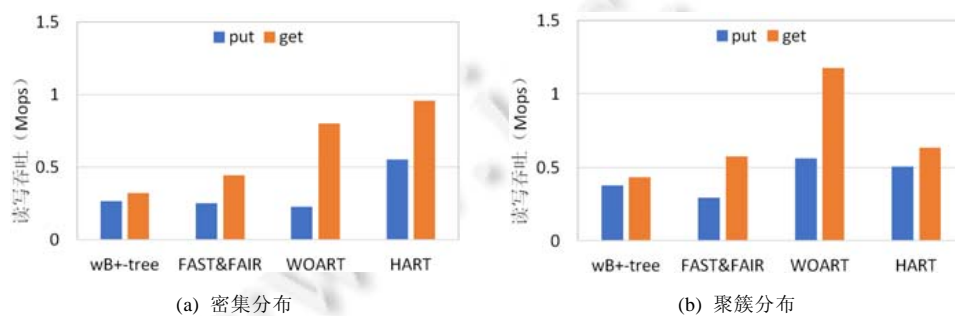 1.5
1
0.5
0
读写吞吐（Mops）
put get
wB+-tree FAST&FAIR WOART HART
(a) 密集分布
1.5
1
0.5
0
读写吞吐（Mops）
put get
wB+-tree FAST&FAIR WOART HART
(b) 聚簇分布